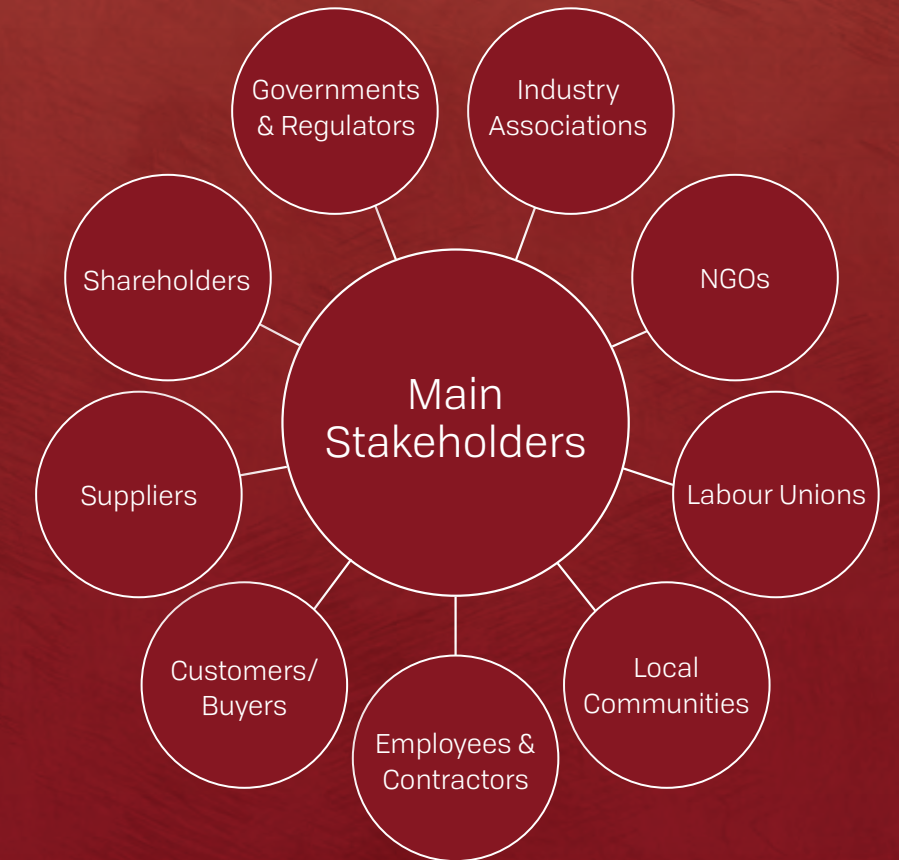 Governments
& Regulators
Industry
Associations
Shareholders
NGOs
Main
Stakeholders
Suppliers
Labour Unions
Customers/
Buyers
Local
Communities
Employees &
Contractors